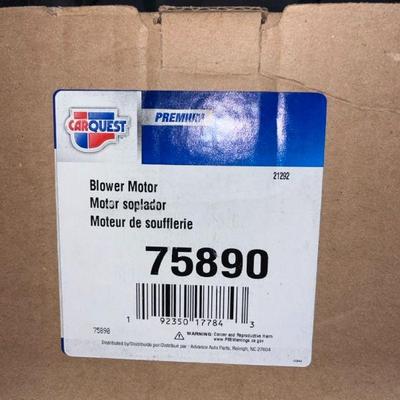 CARQUEST
PREMIUM
21292
Blower Motor
Motor soplador
Moteur de soufflerie
75890
1 92350 17784 3
75890
WARNING: Cancer and Reproductive Harm
www.P65Warnings.ca.gov
Distributed by/Distribuido por/Distribué par: Advance Auto Parts, Raleigh, NC 27604